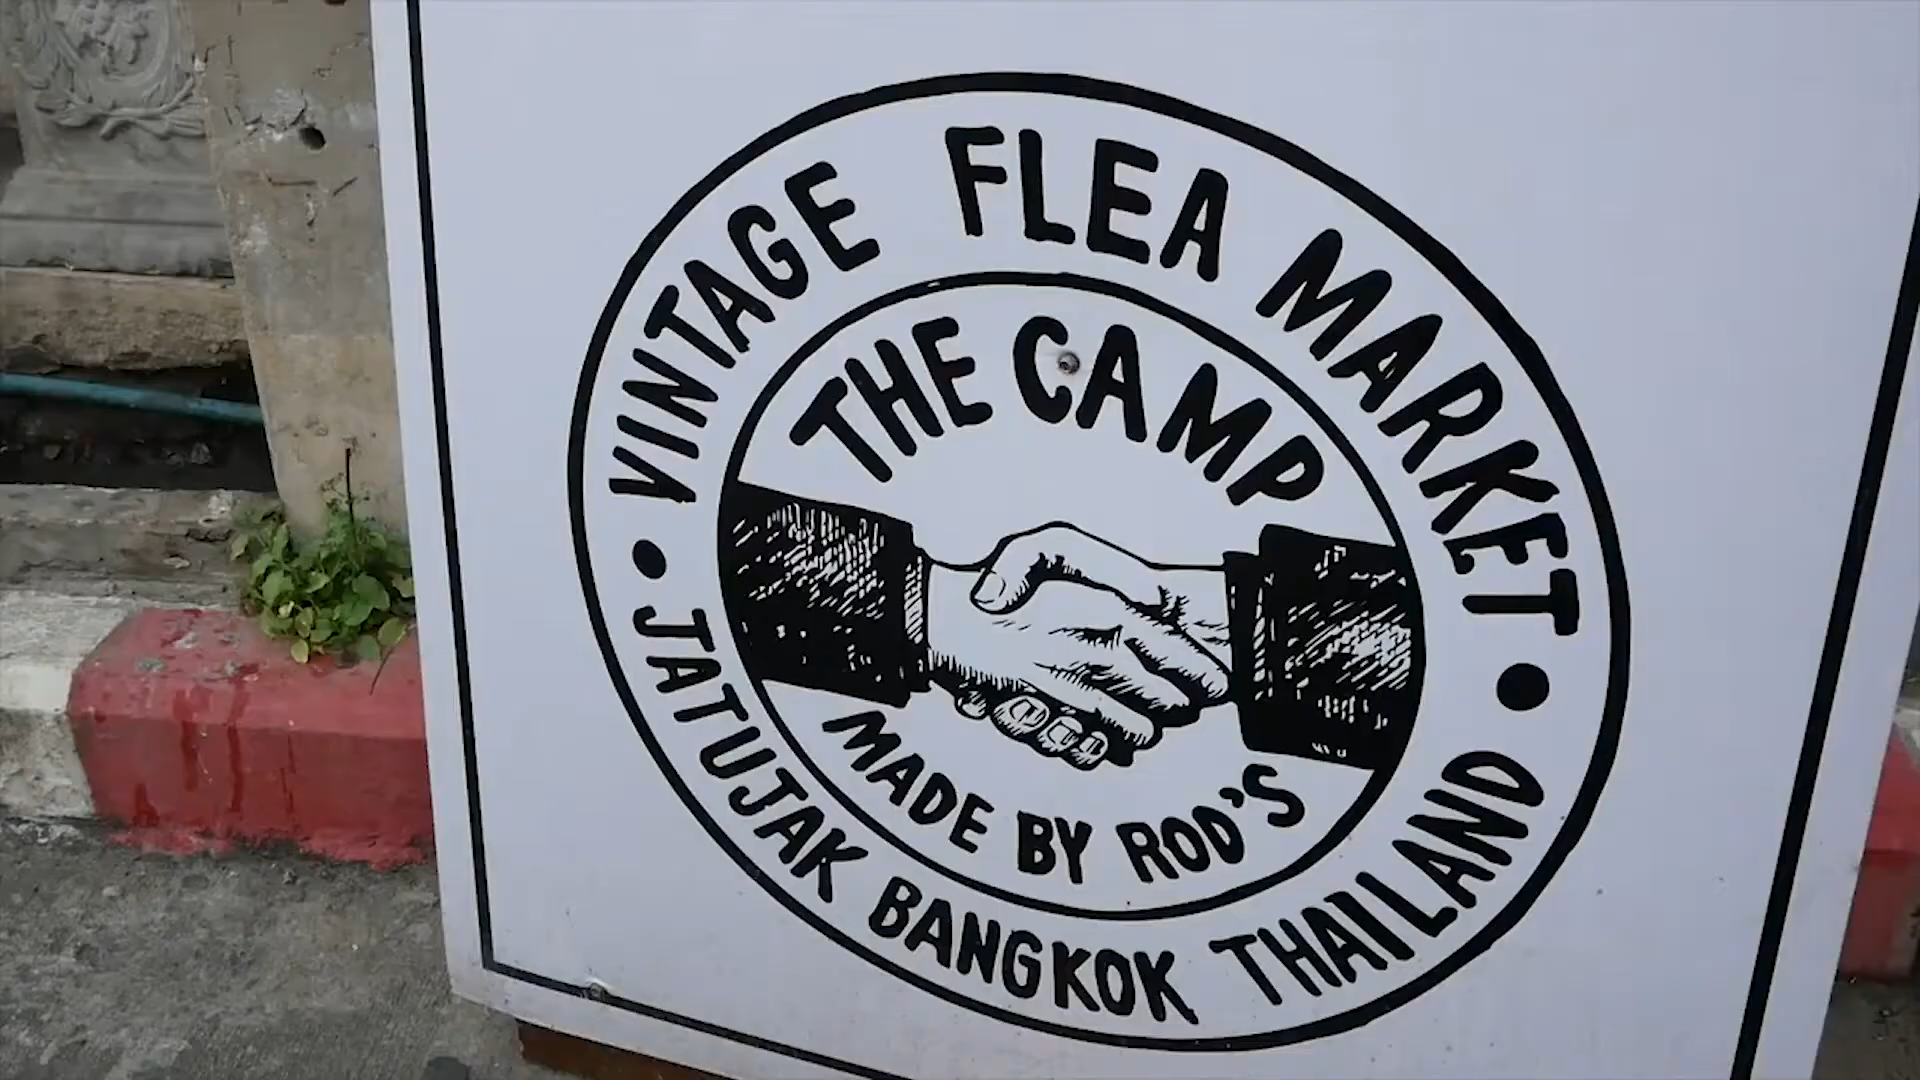 VINTAGE FLEA MARKET
THE CAMP
MADE BY ROD'S
• JATUJAK BANGKOK THAILAND •